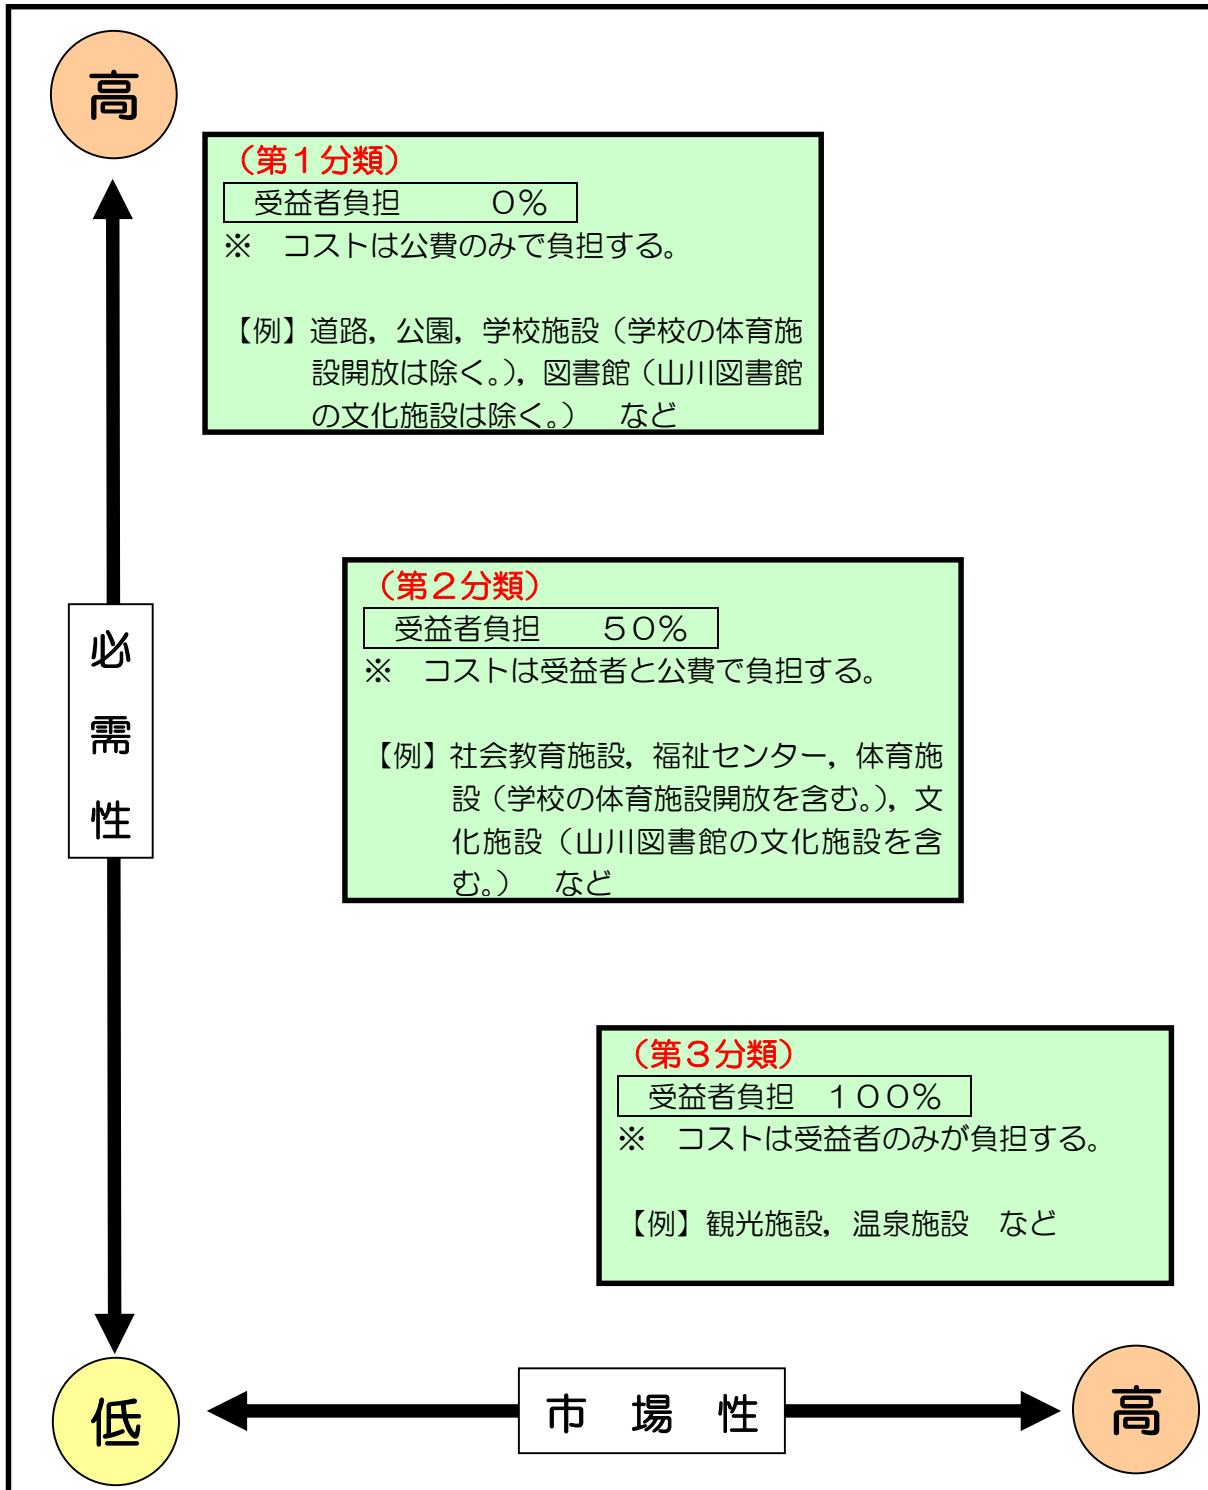 高
（第１分類）
受益者負担　　　０％
※　コストは公費のみで負担する。
【例】道路，公園，学校施設（学校の体育施
設開放は除く。），図書館（山川図書館
の文化施設は除く。）　など
（第２分類）
受益者負担　　５０％
※　コストは受益者と公費で負担する。
【例】社会教育施設，福祉センター，体育施
設（学校の体育施設開放を含む。），文
化施設（山川図書館の文化施設を含
む。）　など
必
需
性
（第３分類）
受益者負担　１００％
※　コストは受益者のみが負担する。
【例】観光施設，温泉施設　など
低
市　場　性
高